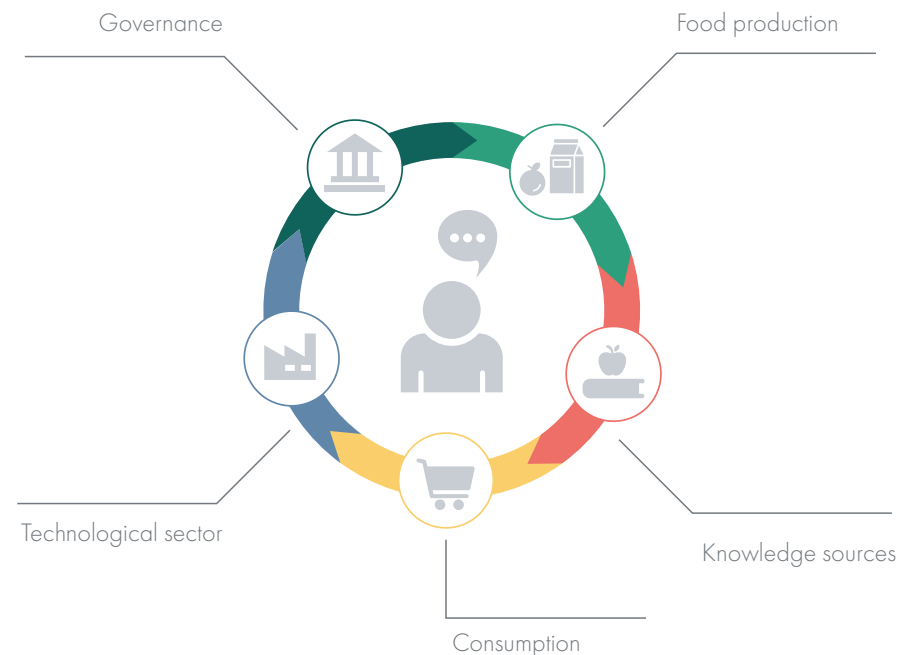 Governance
Food production
Technological sector
Knowledge sources
Consumption